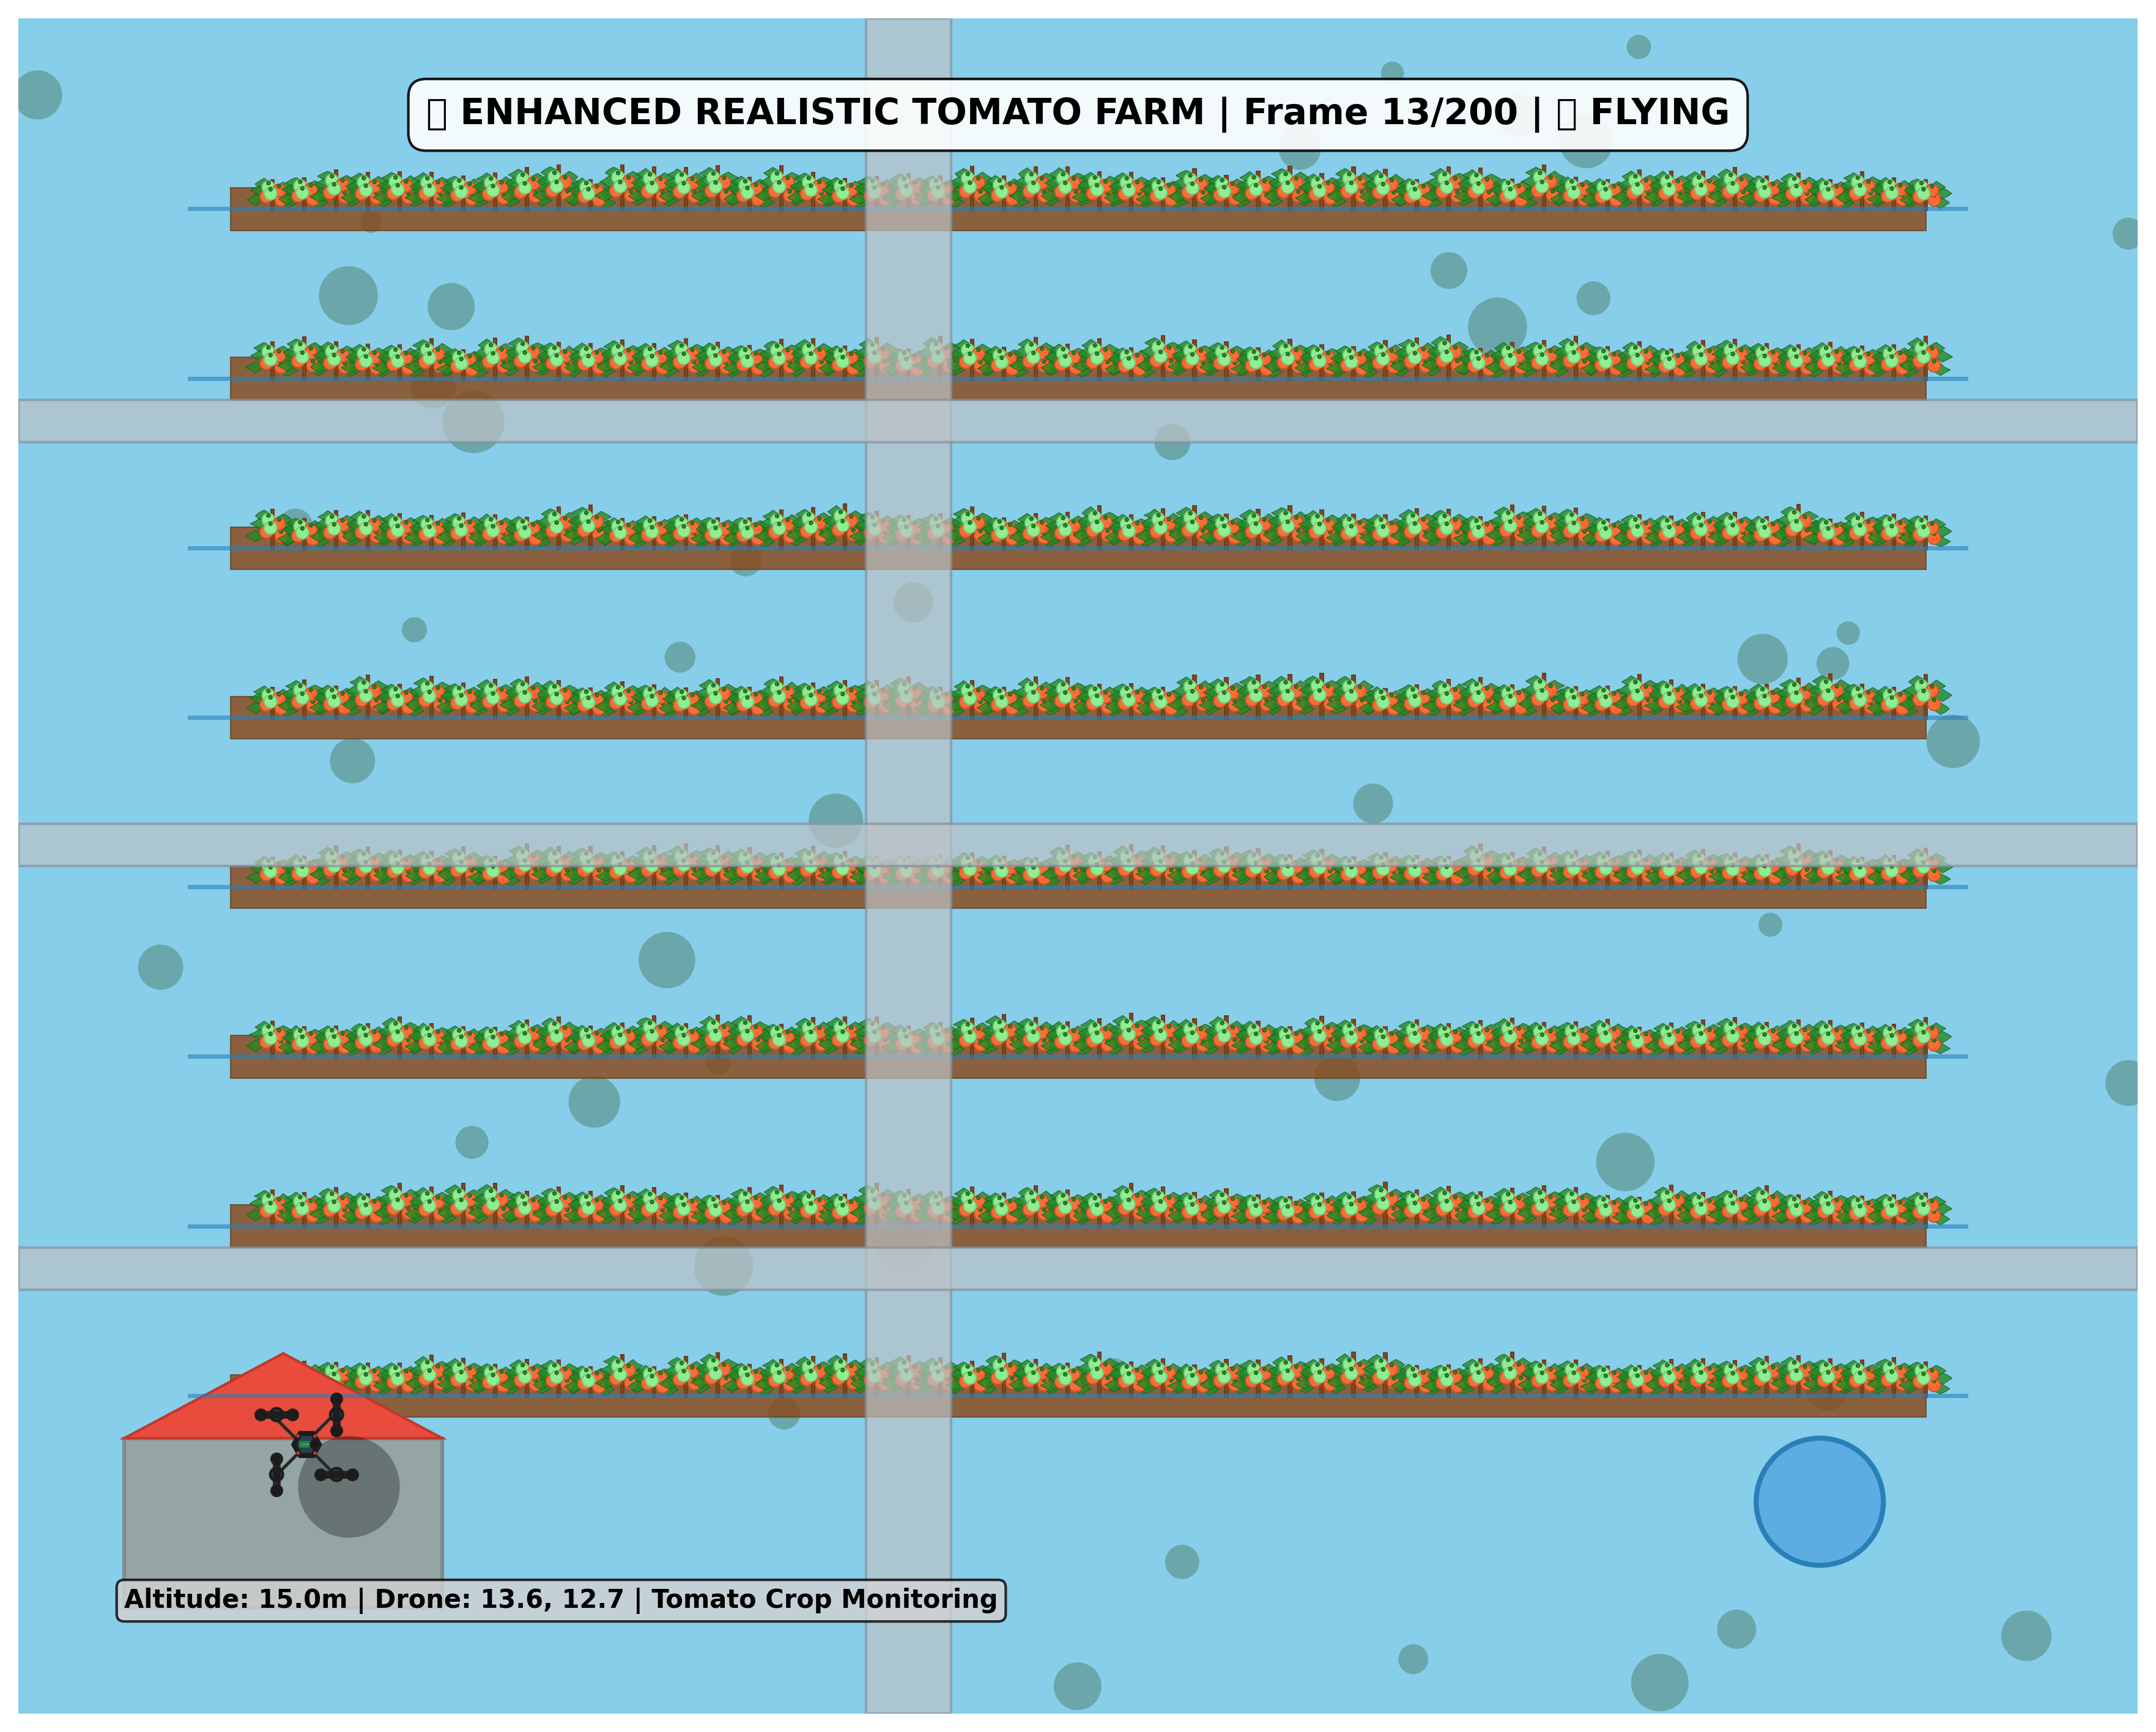 ▯ ENHANCED REALISTIC TOMATO FARM | Frame 13/200 | ▯ FLYING
Altitude: 15.0m | Drone: 13.6, 12.7 | Tomato Crop Monitoring